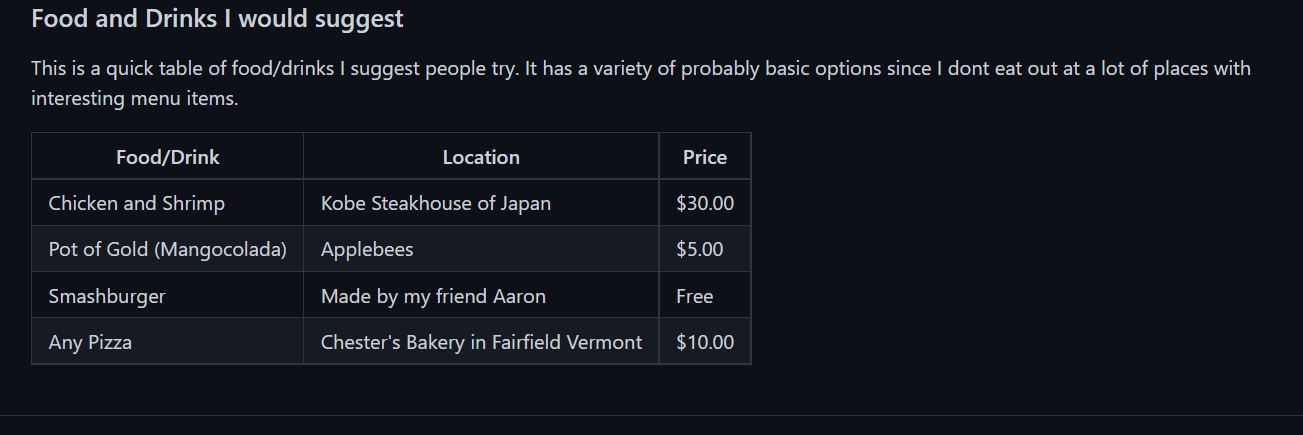 Food and Drinks I would suggest
This is a quick table of food/drinks I suggest people try. It has a variety of probably basic options since I dont eat out at a lot of places with
interesting menu items.
Food/Drink Location Price
Chicken and Shrimp Kobe Steakhouse of Japan $30.00
Pot of Gold (Mangocolada) Applebees $5.00
Smashburger Made by my friend Aaron Free
Any Pizza Chester's Bakery in Fairfield Vermont $10.00